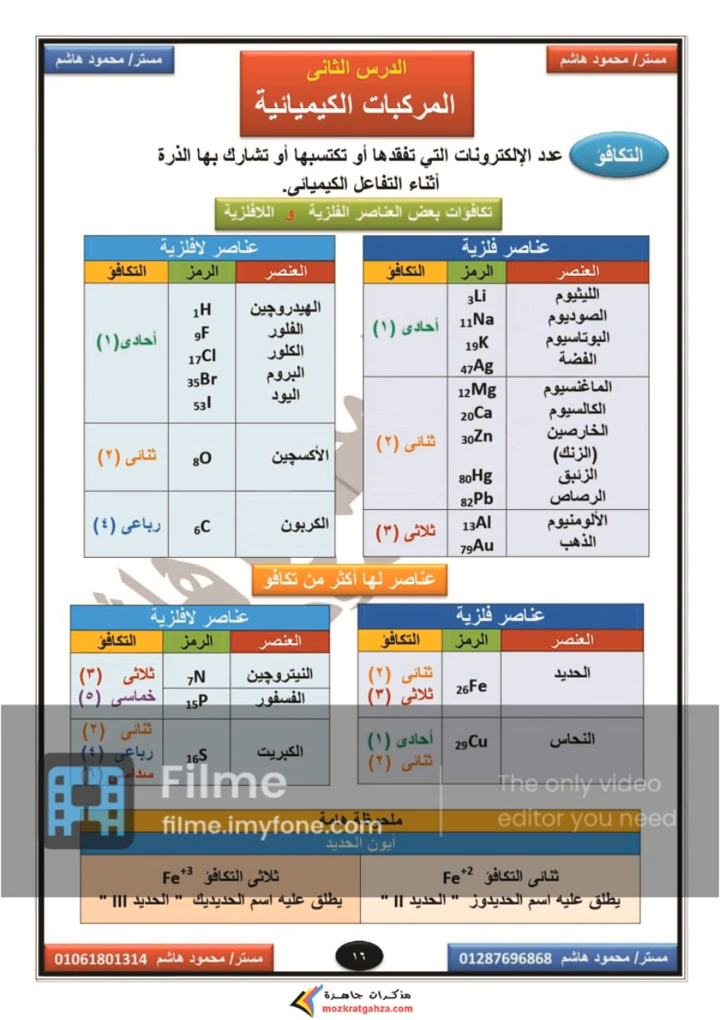 مستر/ محمود هاشم
مستر/ محمود هاشم
الدرس الثانى
المركبات الكيميائية
التكافؤ
عدد الإلكترونات التي تفقدها أو تكتسبها أو تشارك بها الذرة
أثناء التفاعل الكيميائى.
تكافؤات بعض العناصر الفلزية و اللافلزية
عناصر فلزية
العنصر الرمز التكافؤ
الليثيوم ₃Li
الصوديوم ₁₁Na
أحادى (١)
البوتاسيوم ₁₉K
الفضة ₄₇Ag
الماغنسيوم ₁₂Mg
الكالسيوم ₂₀Ca
الخارصين ₃₀Zn
ثنائى (٢)
(الزنك)
الزئبق ₈₀Hg
الرصاص ₈₂Pb
الألومنيوم ₁₃Al
ثلاثى (٣)
الذهب ₇₉Au
عناصر لافلزية
العنصر الرمز التكافؤ
الهيدروچين ₁H
الفلور ₉F
أحادى(١)
الكلور ₁₇Cl
البروم ₃₅Br
اليود ₅₃I
الأكسچين ₈O ثنائى (٢)
الكربون ₆C رباعى (٤)
عناصر لها أكثر من تكافؤ
عناصر فلزية
العنصر الرمز التكافؤ
الحديد ₂₆Fe ثنائى (٢)
ثلاثى (٣)
النحاس ₂₉Cu أحادى (١)
ثنائى (٢)
عناصر لافلزية
العنصر الرمز التكافؤ
النيتروچين ₇N ثلاثى (٣)
الفسفور ₁₅P خماسى (٥)
الكبريت ₁₆S ثنائى (٢)
رباعى (٤)
Filme
filme.imyfone.com
The only video
editor you need
ملحوظة هامة
أيون الحديد
ثنائى التكافؤ Fe⁺²
يطلق عليه اسم الحديدوز " الحديد II "
ثلاثى التكافؤ Fe⁺³
يطلق عليه اسم الحديديك " الحديد III "
مستر/ محمود هاشم 01287696868
١٦
مستر/ محمود هاشم 01061801314
مذكرات جاهزة
mozkratgahza.com